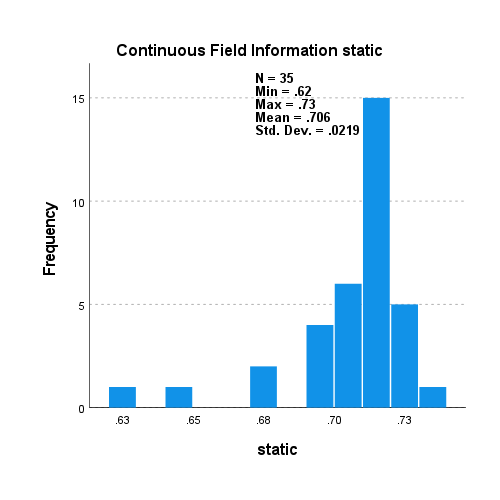 Continuous Field Information static
N = 35
Min = .62
Max = .73
Mean = .706
Std. Dev. = .0219
15
10
5
0
Frequency
.63 .65 .68 .70 .73
static